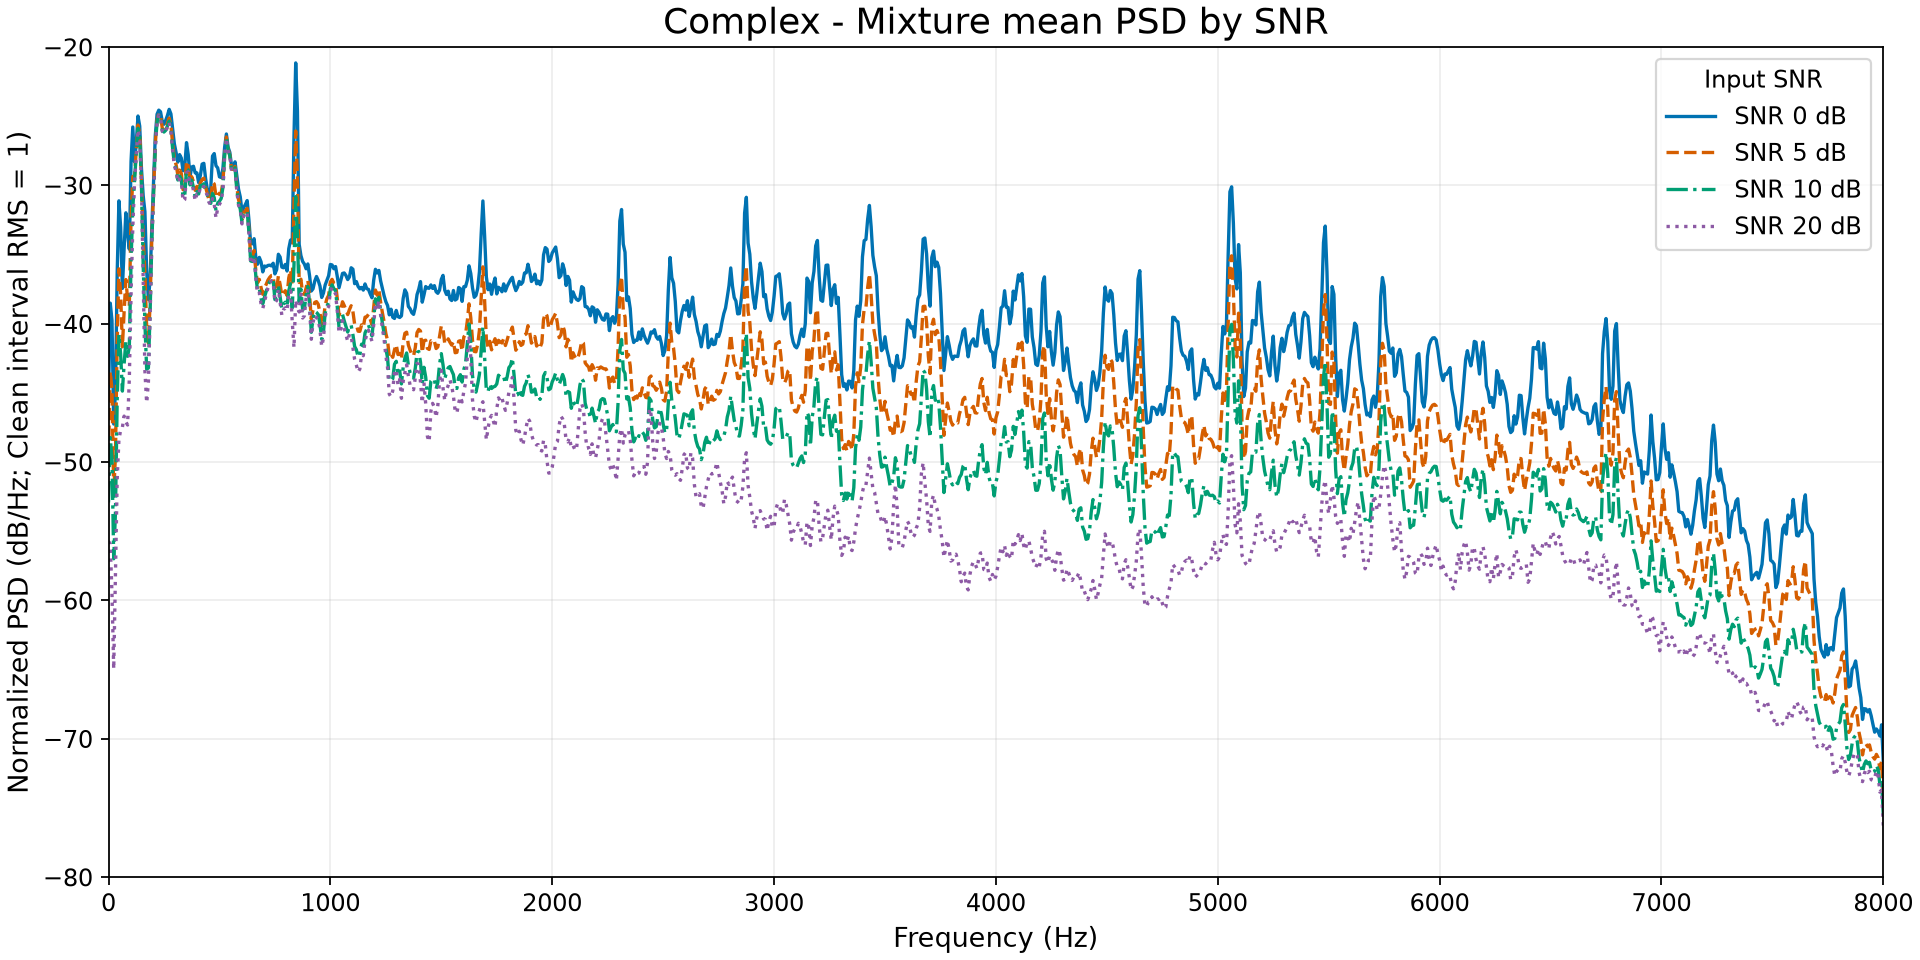 Complex - Mixture mean PSD by SNR
Normalized PSD (dB/Hz; Clean interval RMS = 1)
−20
−30
−40
−50
−60
−70
−80
Input SNR
SNR 0 dB
SNR 5 dB
SNR 10 dB
SNR 20 dB
0 1000 2000 3000 4000 5000 6000 7000 8000
Frequency (Hz)